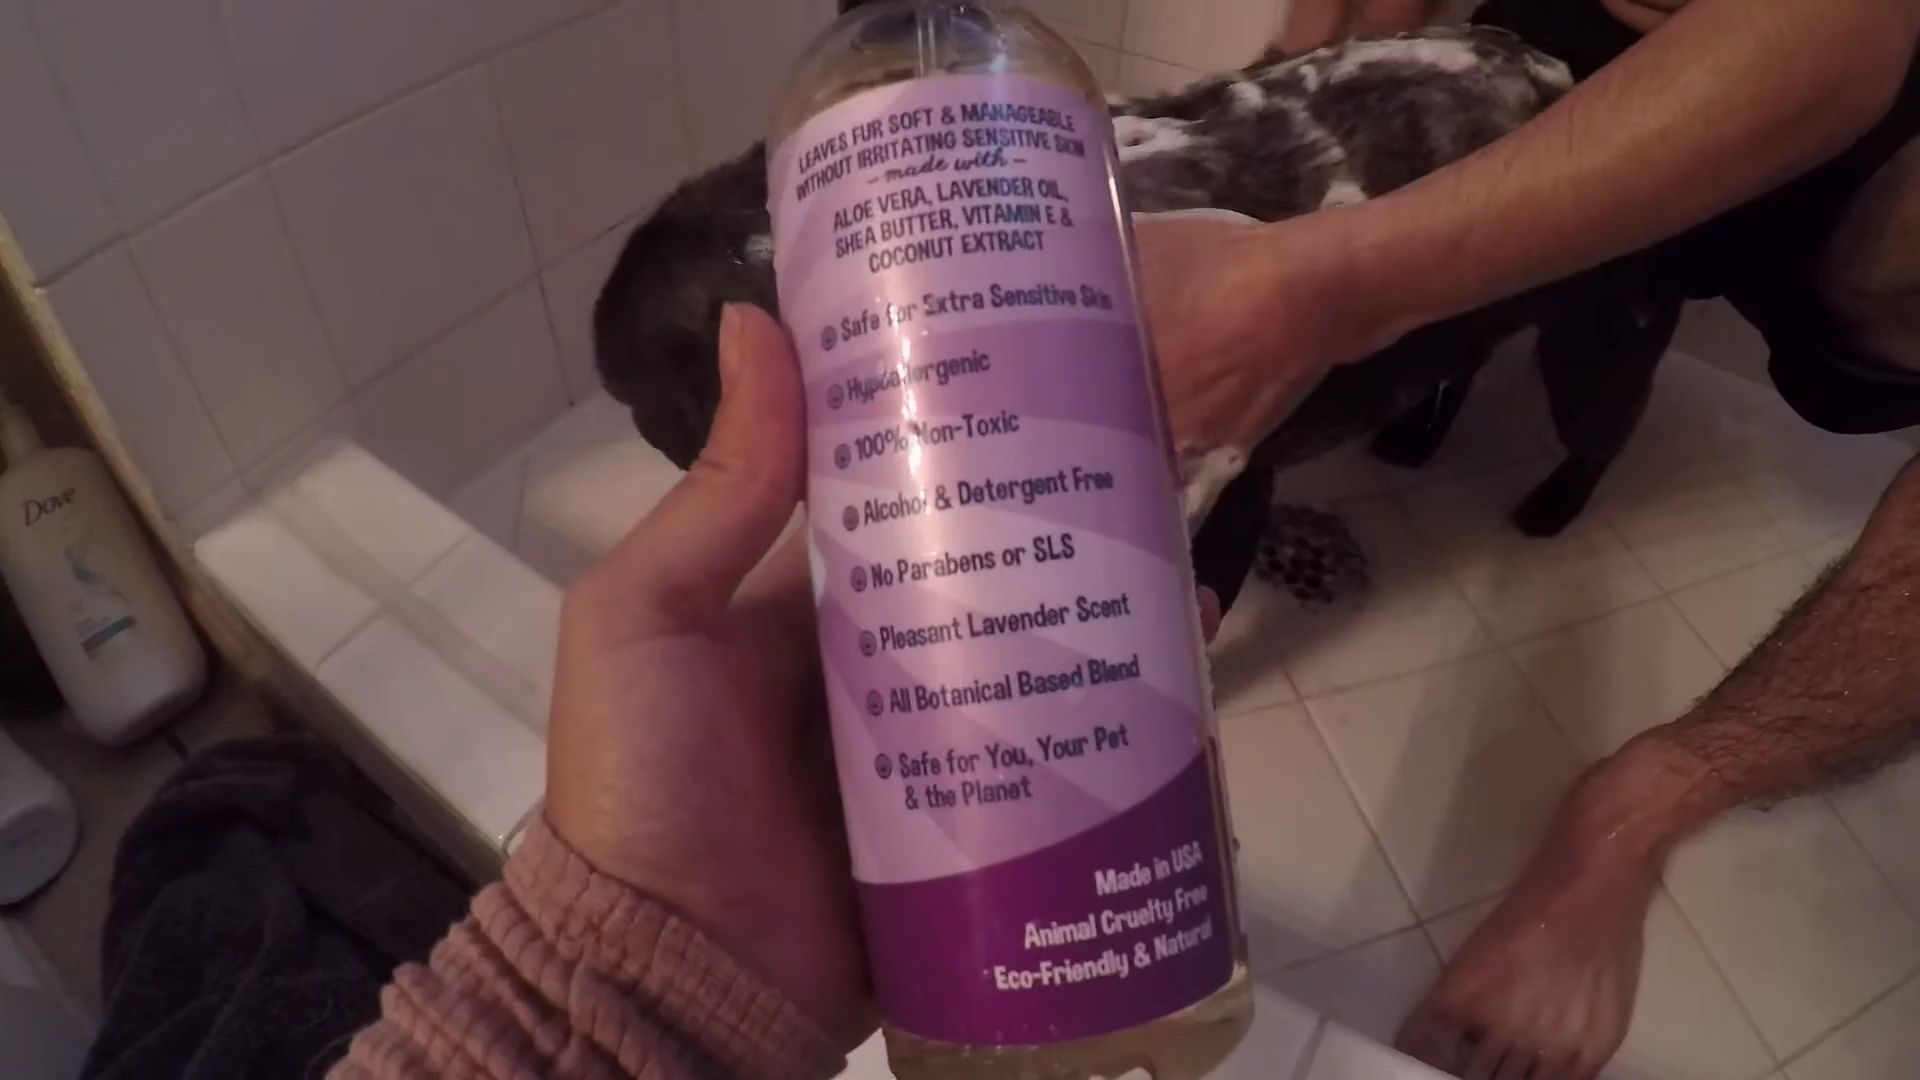 LEAVES FUR SOFT & MANAGEABLE
WITHOUT IRRITATING SENSITIVE SKIN
- made with -
ALOE VERA, LAVENDER OIL,
SHEA BUTTER, VITAMIN E &
COCONUT EXTRACT
Safe for Extra Sensitive Skin
Hypoallergenic
100% Non-Toxic
Alcohol & Detergent Free
No Parabens or SLS
Pleasant Lavender Scent
All Botanical Based Blend
Safe for You, Your Pet
& the Planet
Made in USA
Animal Cruelty Free
Eco-Friendly & Natural
Dove